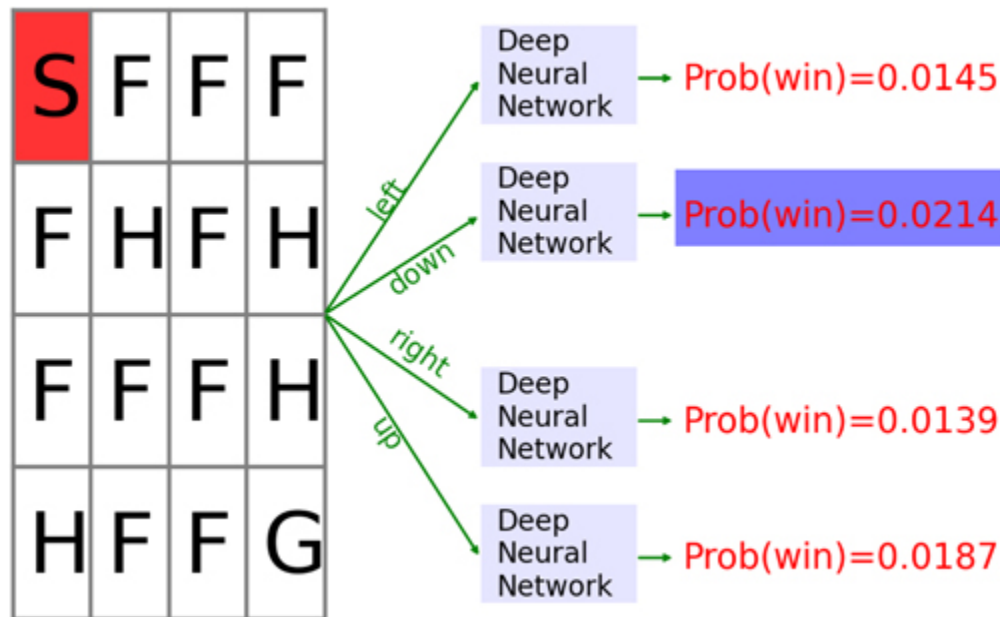 S F F F
F H F H
F F F H
H F F G
left
down
right
up
Deep
Neural
Network
Prob(win)=0.0145
Deep
Neural
Network
Prob(win)=0.0214
Deep
Neural
Network
Prob(win)=0.0139
Deep
Neural
Network
Prob(win)=0.0187